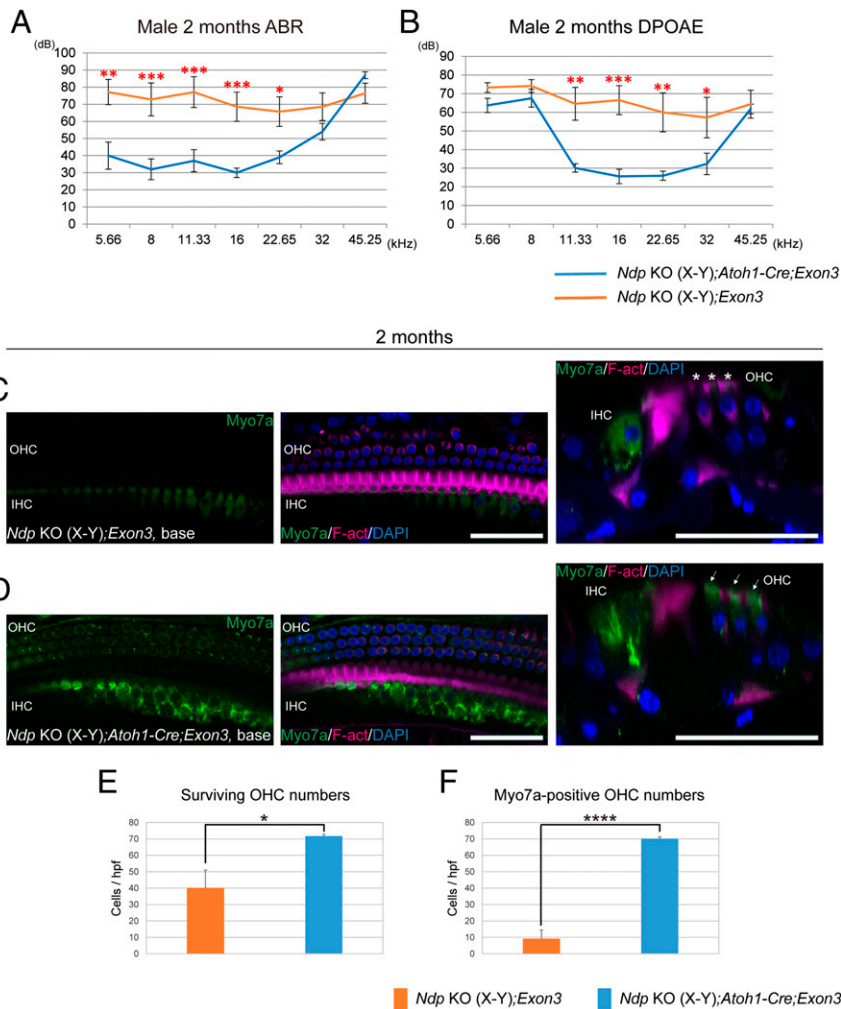 A
Male 2 months ABR
(dB)
100
90
80
70
60
50
40
30
20
10
0
** *** *** *** *
5.66 8 11.33 16 22.65 32 45.25 (kHz)
B
Male 2 months DPOAE
(dB)
90
80
70
60
50
40
30
20
10
0
** *** ** *
5.66 8 11.33 16 22.65 32 45.25 (kHz)
Ndp KO (X-Y);Atoh1-Cre;Exon3
Ndp KO (X-Y);Exon3
2 months
C
Myo7a
OHC
IHC
Ndp KO (X-Y);Exon3, base
OHC
IHC
Myo7a/F-act/DAPI
Myo7a/F-act/DAPI
* * * OHC
IHC
D
Myo7a
OHC
IHC
Ndp KO (X-Y);Atoh1-Cre;Exon3, base
OHC
IHC
Myo7a/F-act/DAPI
Myo7a/F-act/DAPI
IHC OHC
E
Surviving OHC numbers
*
Cells / hpf
80
70
60
50
40
30
20
10
0
F
Myo7a-positive OHC numbers
****
Cells / hpf
80
70
60
50
40
30
20
10
0
Ndp KO (X-Y);Exon3 Ndp KO (X-Y);Atoh1-Cre;Exon3